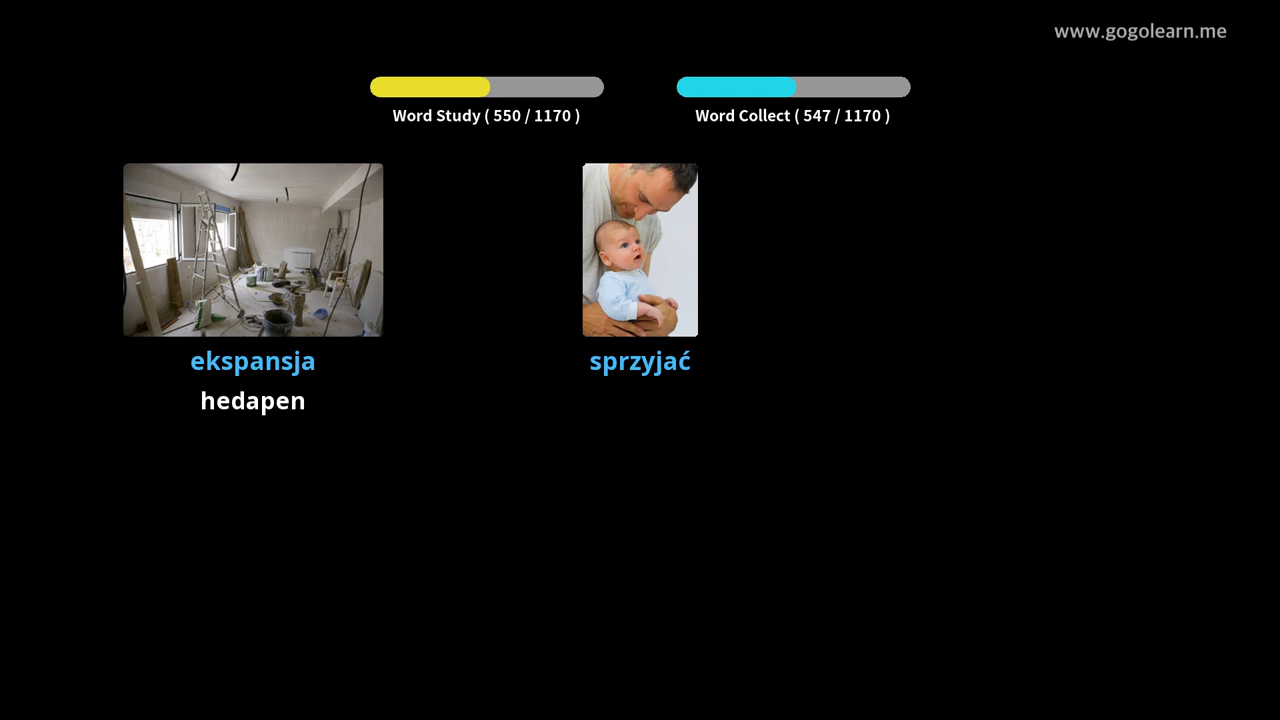 www.gogolearn.me
Word Study ( 550 / 1170 )
Word Collect ( 547 / 1170 )
ekspansja
hedapen
sprzyjać